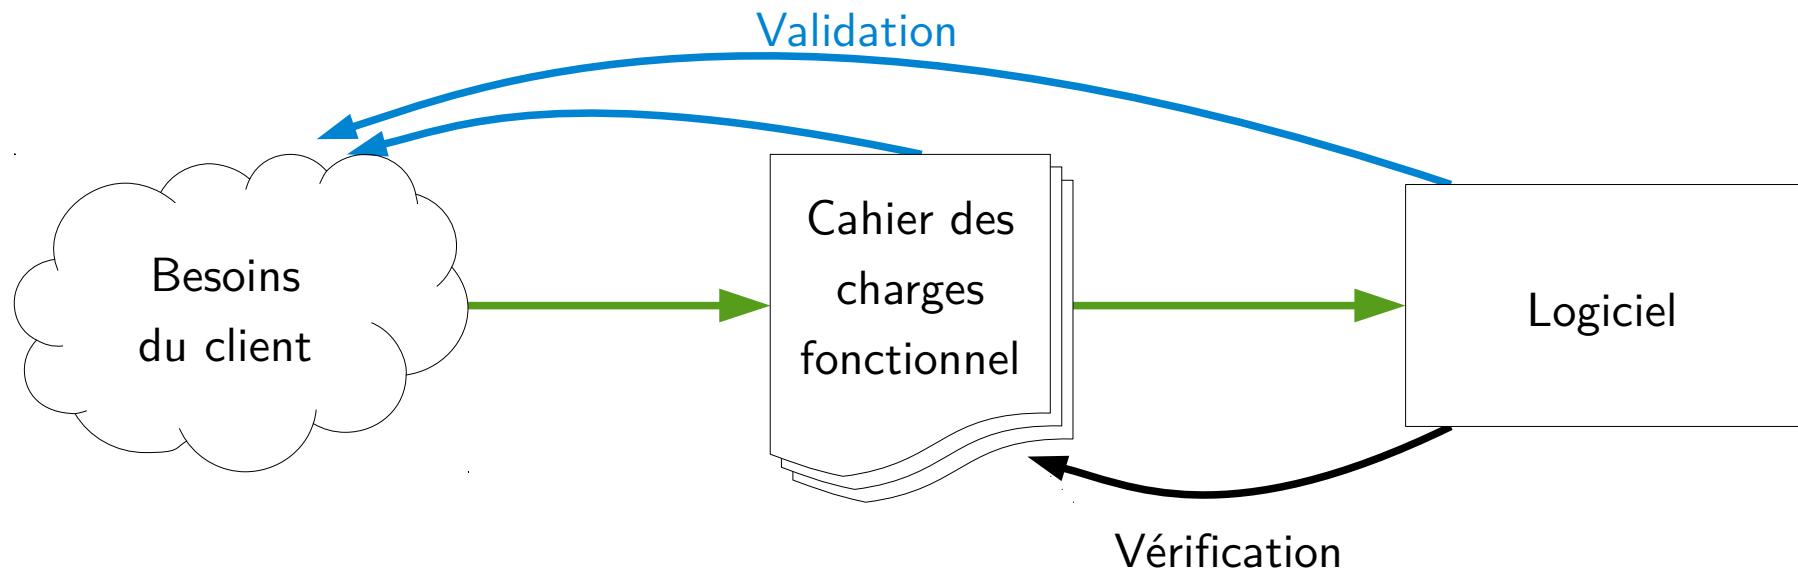 Validation
Besoins
du client
Cahier des
charges
fonctionnel
Logiciel
Vérification